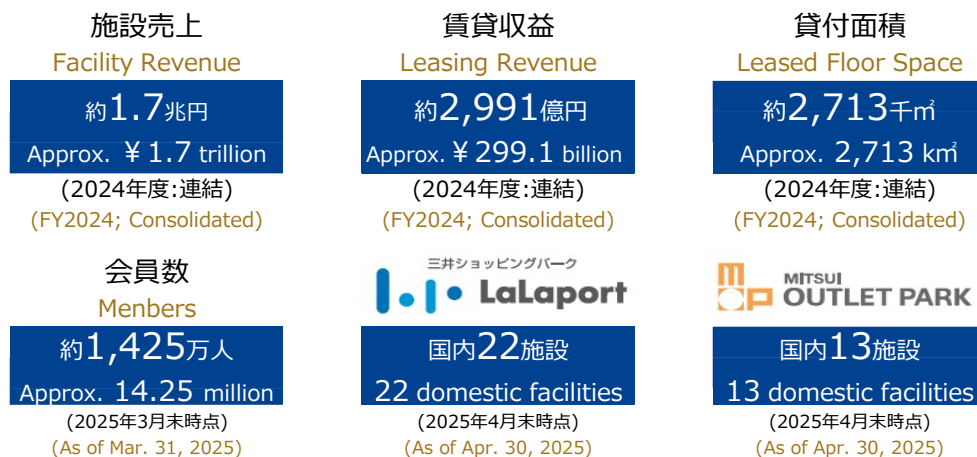 施設売上
Facility Revenue
約1.7兆円
Approx. ¥1.7 trillion
(2024年度:連結)
(FY2024; Consolidated)
賃貸収益
Leasing Revenue
約2,991億円
Approx. ¥299.1 billion
(2024年度:連結)
(FY2024; Consolidated)
貸付面積
Leased Floor Space
約2,713千㎡
Approx. 2,713 k㎡
(2024年度:連結)
(FY2024; Consolidated)
会員数
Menbers
約1,425万人
Approx. 14.25 million
(2025年3月末時点)
(As of Mar. 31, 2025)
三井ショッピングパーク
LaLaport
国内22施設
22 domestic facilities
(2025年4月末時点)
(As of Apr. 30, 2025)
mop
MITSUI
OUTLET PARK
国内13施設
13 domestic facilities
(2025年4月末時点)
(As of Apr. 30, 2025)